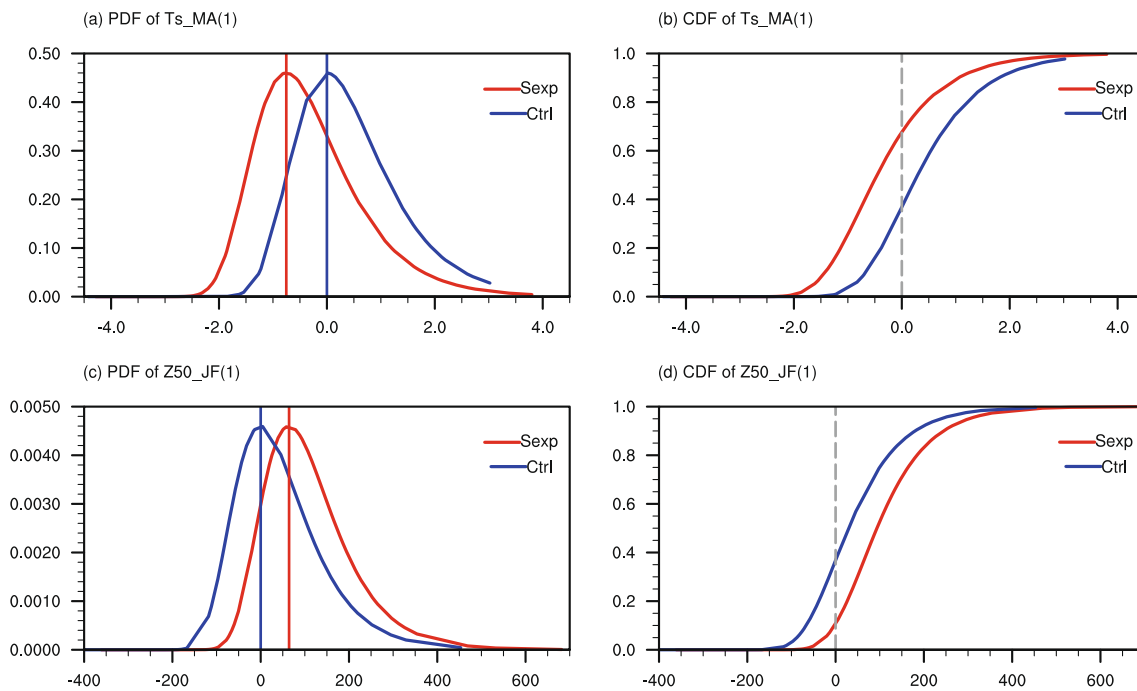 (a) PDF of Ts_MA(1)
0.50
0.40
0.30
0.20
0.10
0.00
-4.0 -2.0 0.0 2.0 4.0
Sexp
Ctrl
(b) CDF of Ts_MA(1)
1.0
0.8
0.6
0.4
0.2
0.0
-4.0 -2.0 0.0 2.0 4.0
Sexp
Ctrl
(c) PDF of Z50_JF(1)
0.0050
0.0040
0.0030
0.0020
0.0010
0.0000
-400 -200 0 200 400 600
Sexp
Ctrl
(d) CDF of Z50_JF(1)
1.0
0.8
0.6
0.4
0.2
0.0
-400 -200 0 200 400 600
Sexp
Ctrl